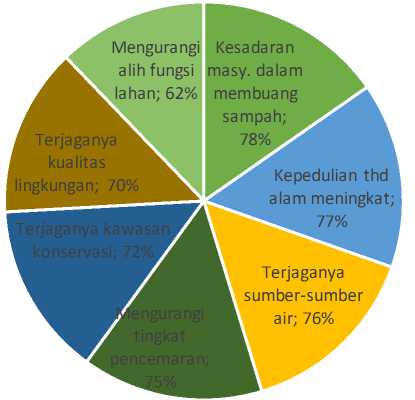 Kesadaran
masy. dalam
membuang
sampah;
78%
Kepedulian thd
alam meningkat;
77%
Terjaganya
sumber-sumber
air; 76%
Mengurangi
tingkat
pencemaran;
75%
Terjaganya kawasan
konservasi; 72%
Terjaganya
kualitas
lingkungan; 70%
Mengurangi
alih fungsi
lahan; 62%